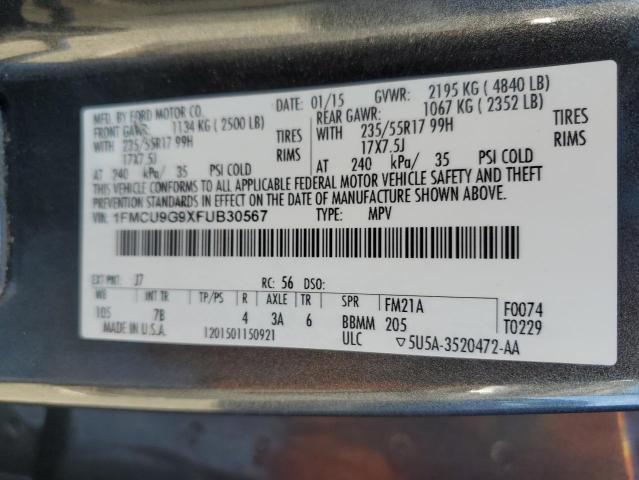 MFD. BY FORD MOTOR CO. DATE: 01/15 GVWR: 2195 KG ( 4840 LB)
FRONT GAWR: 1134 KG ( 2500 LB) REAR GAWR: 1067 KG ( 2352 LB)
WITH 235/55R17 99H TIRES WITH 235/55R17 99H TIRES
17X7.5J RIMS 17X7.5J RIMS
AT 240 kPa/ 35 PSI COLD AT 240 kPa/ 35 PSI COLD
THIS VEHICLE CONFORMS TO ALL APPLICABLE FEDERAL MOTOR VEHICLE SAFETY AND THEFT
PREVENTION STANDARDS IN EFFECT ON THE DATE OF MANUFACTURE SHOWN ABOVE.
VIN: 1FMCU9G9XFUB30567 TYPE: MPV
EXT PNT: J7 RC: 56 DSO:
WB INT TR TP/PS R AXLE TR SPR FM21A F0074
105 7B 4 3A 6 BBMM 205 T0229
MADE IN U.S.A. 1201501150921 ULC ▽5U5A-3520472-AA